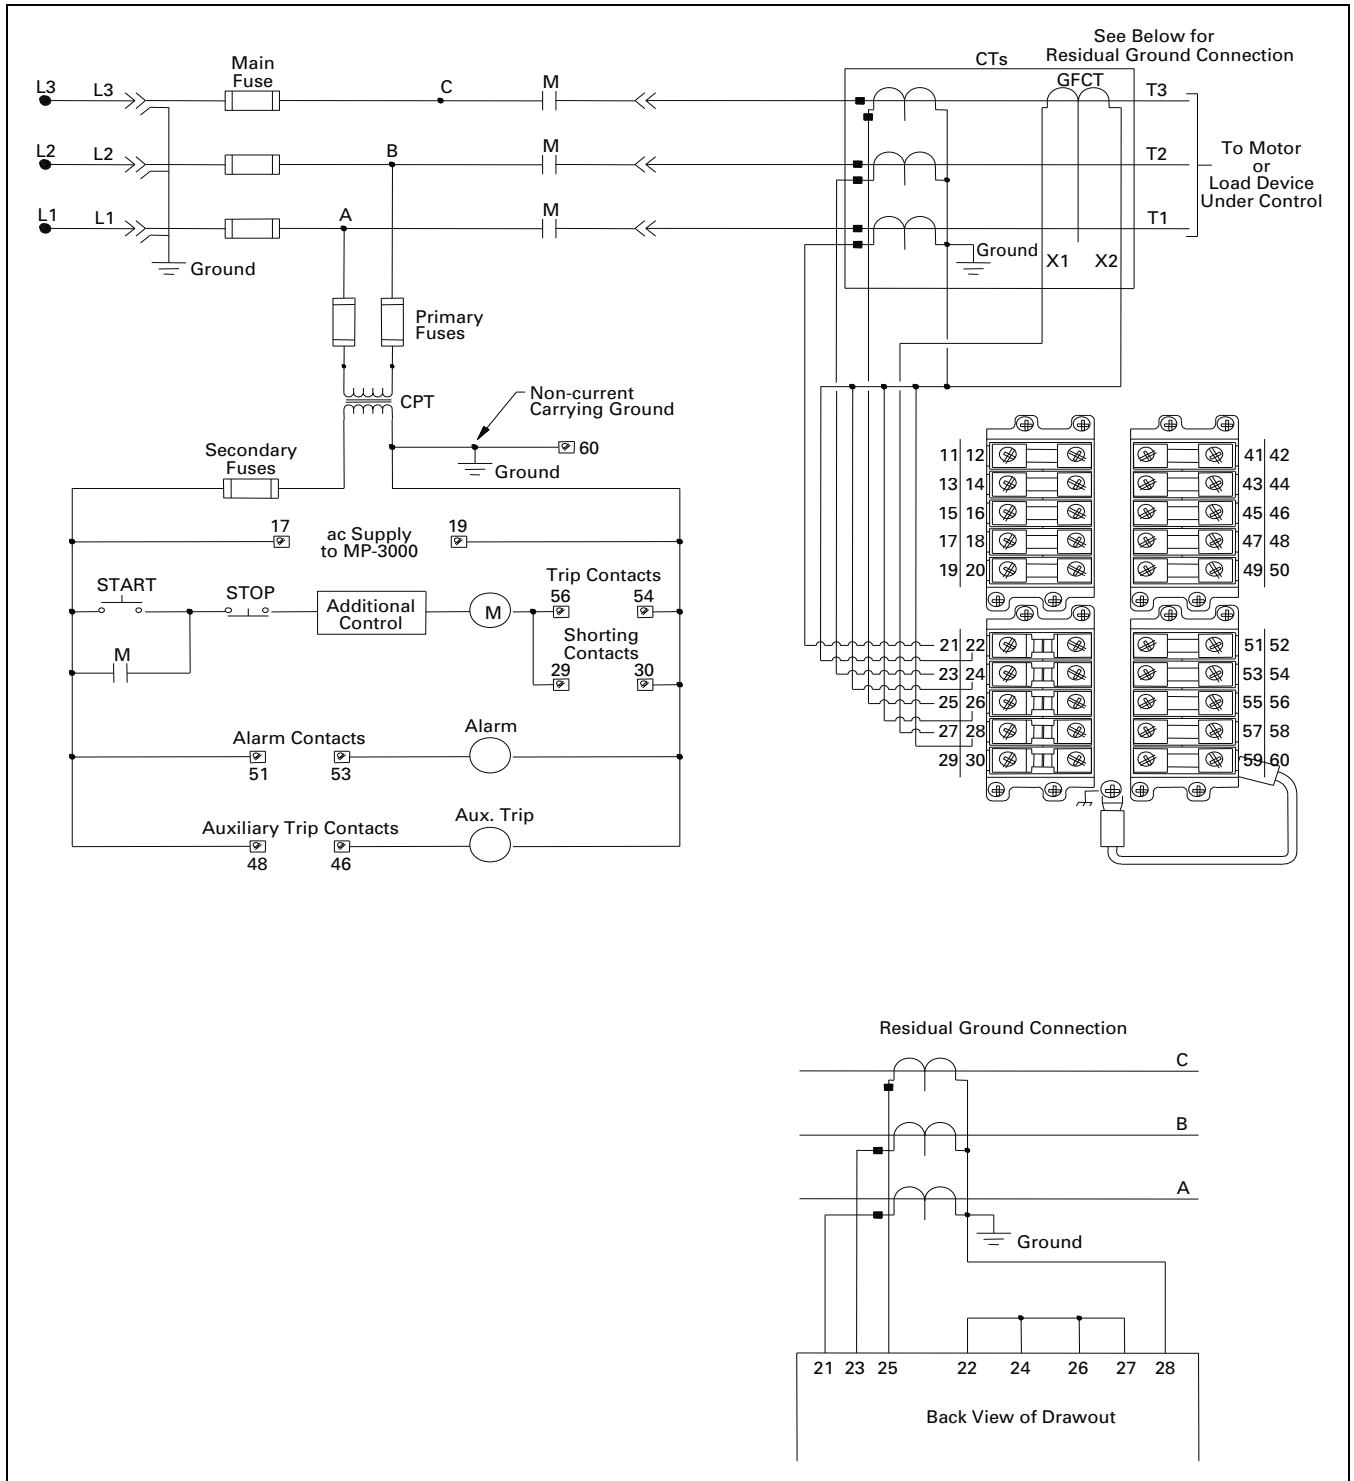 See Below for
Residual Ground Connection
CTs
GFCT
Main
Fuse
L3
L3
C
M
T3
L2
L2
B
M
T2
L1
L1
A
M
T1
To Motor
or
Load Device
Under Control
Ground
Ground
X1
X2
Primary
Fuses
CPT
Non-current
Carrying Ground
60
Ground
Secondary
Fuses
17
ac Supply
to MP-3000
19
START
STOP
Additional
Control
M
Trip Contacts
56
54
Shorting
Contacts
29
30
M
Alarm Contacts
51
53
Alarm
Auxiliary Trip Contacts
48
46
Aux. Trip
11 12
13 14
15 16
17 18
19 20
41 42
43 44
45 46
47 48
49 50
21 22
23 24
25 26
27 28
29 30
51 52
53 54
55 56
57 58
59 60
Residual Ground Connection
C
B
A
Ground
21 23 25 22 24 26 27 28
Back View of Drawout